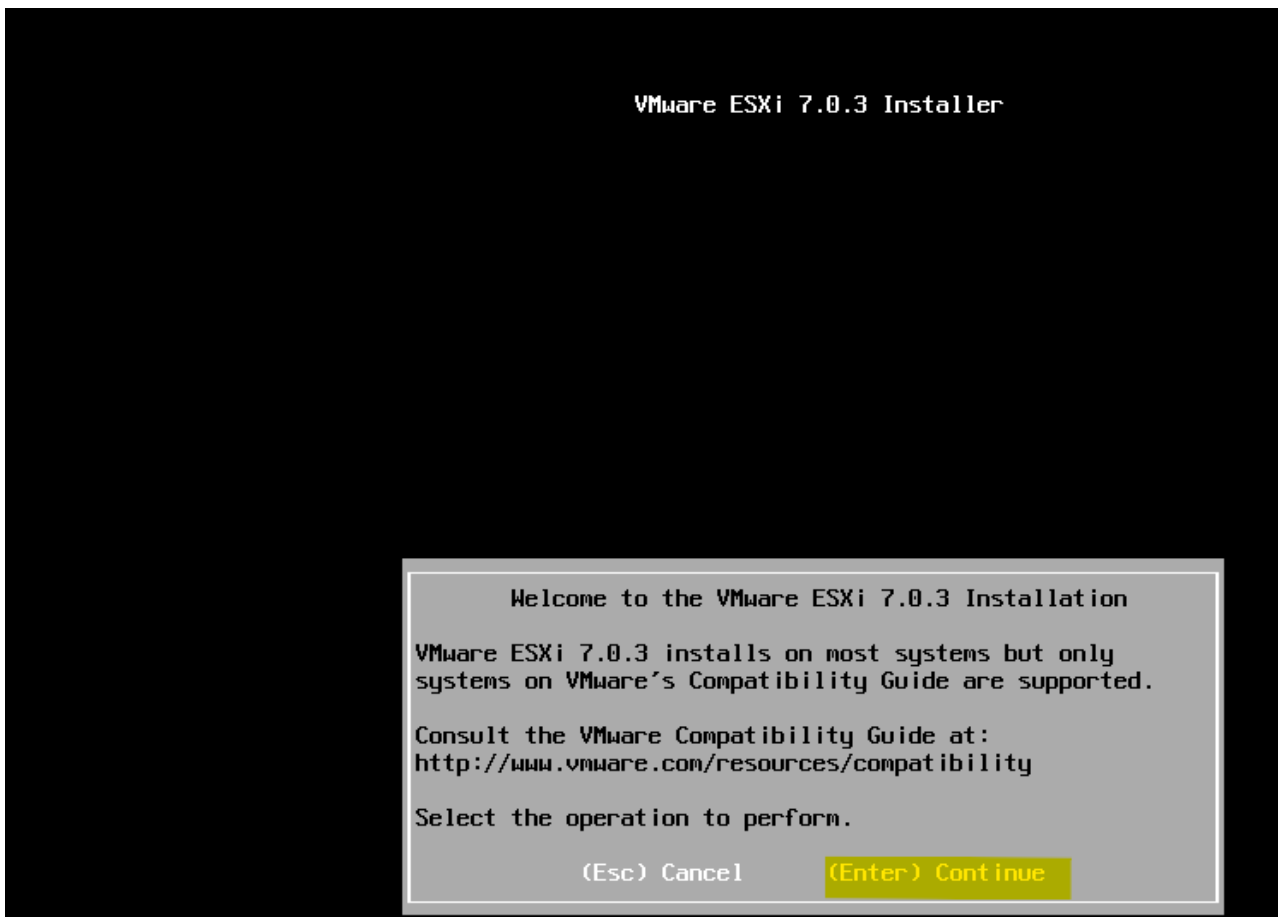 VMware ESXi 7.0.3 Installer
Welcome to the VMware ESXi 7.0.3 Installation
VMware ESXi 7.0.3 installs on most systems but only
systems on VMware's Compatibility Guide are supported.
Consult the VMware Compatibility Guide at:
http://www.vmware.com/resources/compatibility
Select the operation to perform.
(Esc) Cancel (Enter) Continue